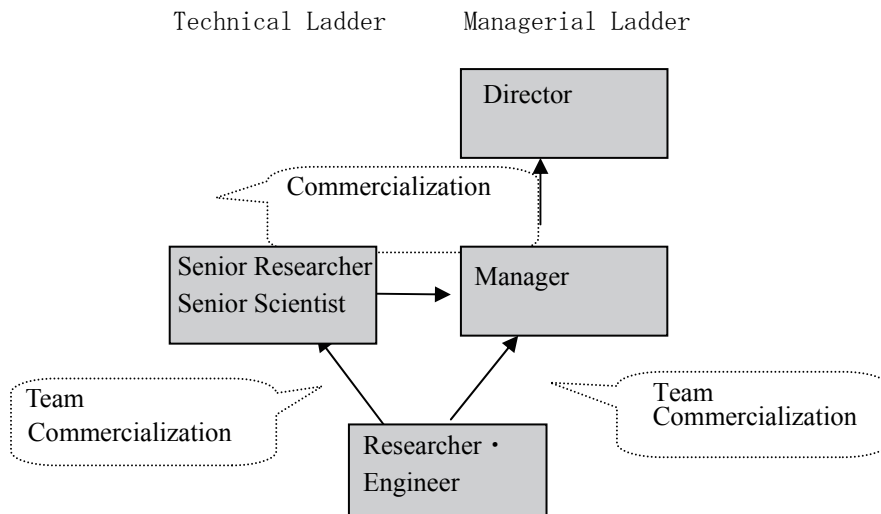 Technical Ladder
Managerial Ladder
Director
Commercialization
Senior Researcher
Senior Scientist
Manager
Team
Commercialization
Team
Commercialization
Researcher・
Engineer